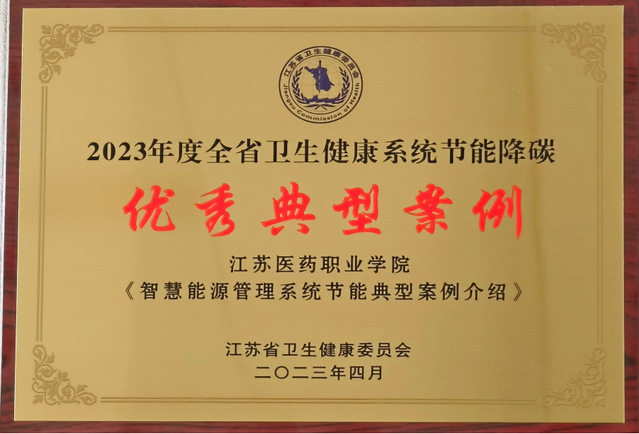 江苏省卫生健康委员会
Jiangsu Commission of Health
2023年度全省卫生健康系统节能降碳
优秀典型案例
江苏医药职业学院
《智慧能源管理系统节能典型案例介绍》
江苏省卫生健康委员会
二〇二三年四月